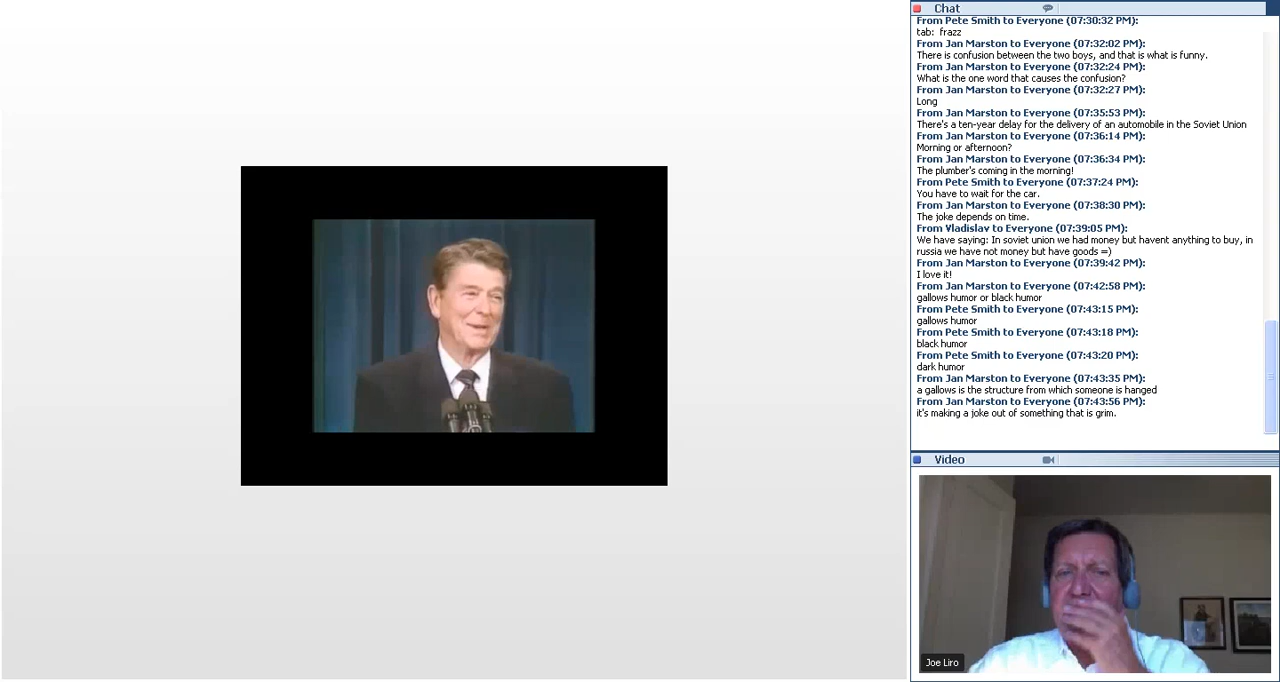 Chat
From Pete Smith to Everyone (07:30:32 PM):
tab: frazz
From Jan Marston to Everyone (07:32:02 PM):
There is confusion between the two boys, and that is what is funny.
From Jan Marston to Everyone (07:32:24 PM):
What is the one word that causes the confusion?
From Jan Marston to Everyone (07:32:27 PM):
Long
From Jan Marston to Everyone (07:35:53 PM):
There's a ten-year delay for the delivery of an automobile in the Soviet Union
From Jan Marston to Everyone (07:36:14 PM):
Morning or afternoon?
From Jan Marston to Everyone (07:36:34 PM):
The plumber's coming in the morning!
From Pete Smith to Everyone (07:37:24 PM):
You have to wait for the car.
From Jan Marston to Everyone (07:38:30 PM):
The joke depends on time.
From Vladislav to Everyone (07:39:05 PM):
We have saying: In soviet union we had money but havent anything to buy, in
russia we have not money but have goods =)
From Jan Marston to Everyone (07:39:42 PM):
I love it!
From Jan Marston to Everyone (07:42:58 PM):
gallows humor or black humor
From Pete Smith to Everyone (07:43:15 PM):
gallows humor
From Pete Smith to Everyone (07:43:18 PM):
black humor
From Pete Smith to Everyone (07:43:20 PM):
dark humor
From Jan Marston to Everyone (07:43:35 PM):
a gallows is the structure from which someone is hanged
From Jan Marston to Everyone (07:43:56 PM):
it's making a joke out of something that is grim.
Video
Joe Liro